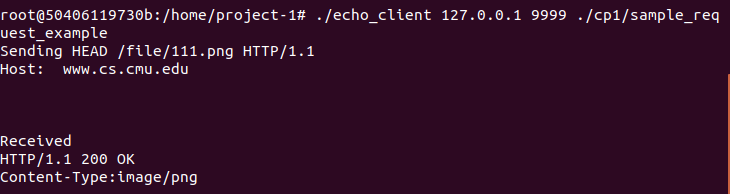 root@50406119730b:/home/project-1# ./echo_client 127.0.0.1 9999 ./cp1/sample_req
uest_example
Sending HEAD /file/111.png HTTP/1.1
Host:  www.cs.cmu.edu
Received
HTTP/1.1 200 OK
Content-Type:image/png